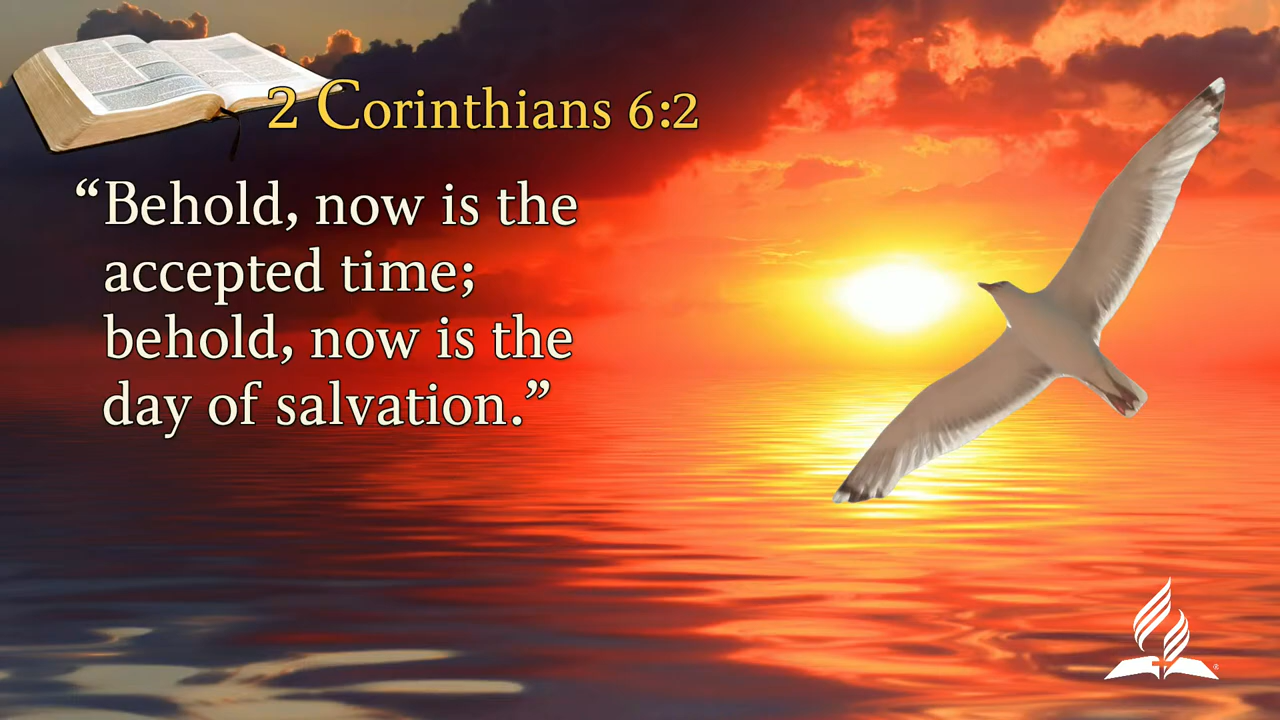 2 Corinthians 6:2
“Behold, now is the
accepted time;
behold, now is the
day of salvation.”
®